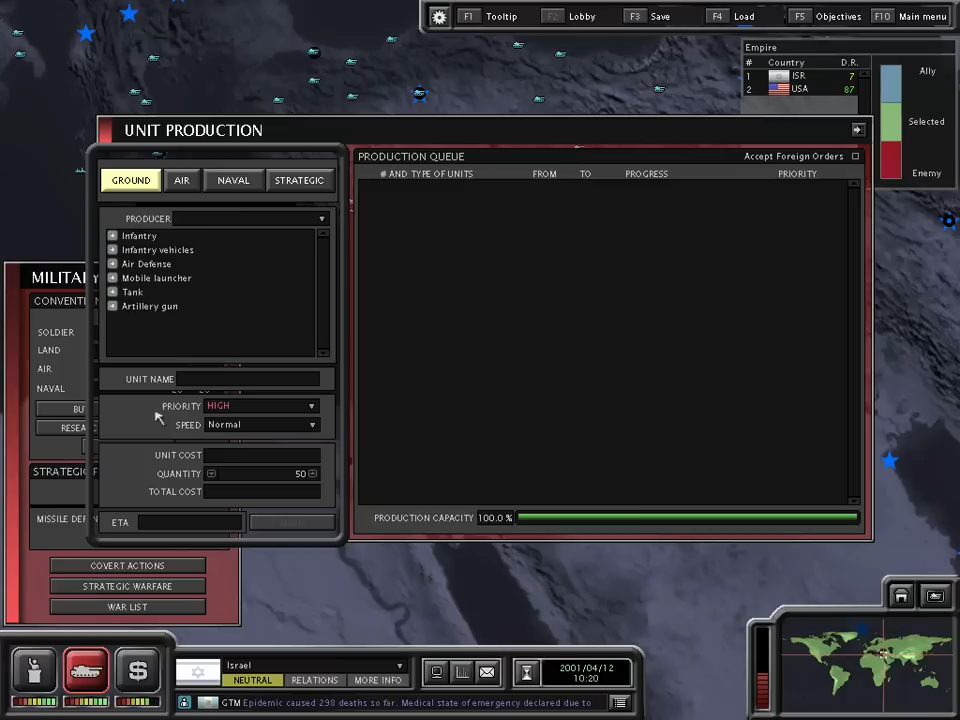 F1 Tooltip F2 Lobby F3 Save F4 Load F5 Objectives F10 Main menu
Empire
# Country D.R.
1 ISR 7
2 USA 87
Ally
Selected
Enemy
UNIT PRODUCTION
GROUND AIR NAVAL STRATEGIC
PRODUCER
Infantry
Infantry vehicles
Air Defense
Mobile launcher
Tank
Artillery gun
UNIT NAME
PRIORITY HIGH
SPEED Normal
UNIT COST
QUANTITY 50
TOTAL COST
ETA
PRODUCTION QUEUE Accept Foreign Orders
# AND TYPE OF UNITS FROM TO PROGRESS PRIORITY
PRODUCTION CAPACITY 100.0 %
MILITA
CONVENTI
SOLDIER
LAND
AIR
NAVAL
BU
RESEA
STRATEGIC F
MISSILE DEF
COVERT ACTIONS
STRATEGIC WARFARE
WAR LIST
$
Israel
NEUTRAL RELATIONS MORE INFO
2001/04/12
10:20
GTM Epidemic caused 298 deaths so far. Medical state of emergency declared due to